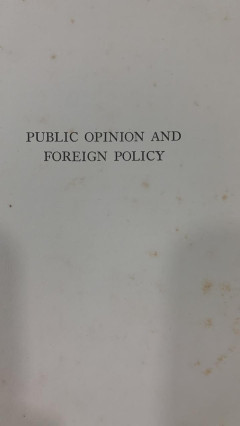 PUBLIC OPINION AND
FOREIGN POLICY